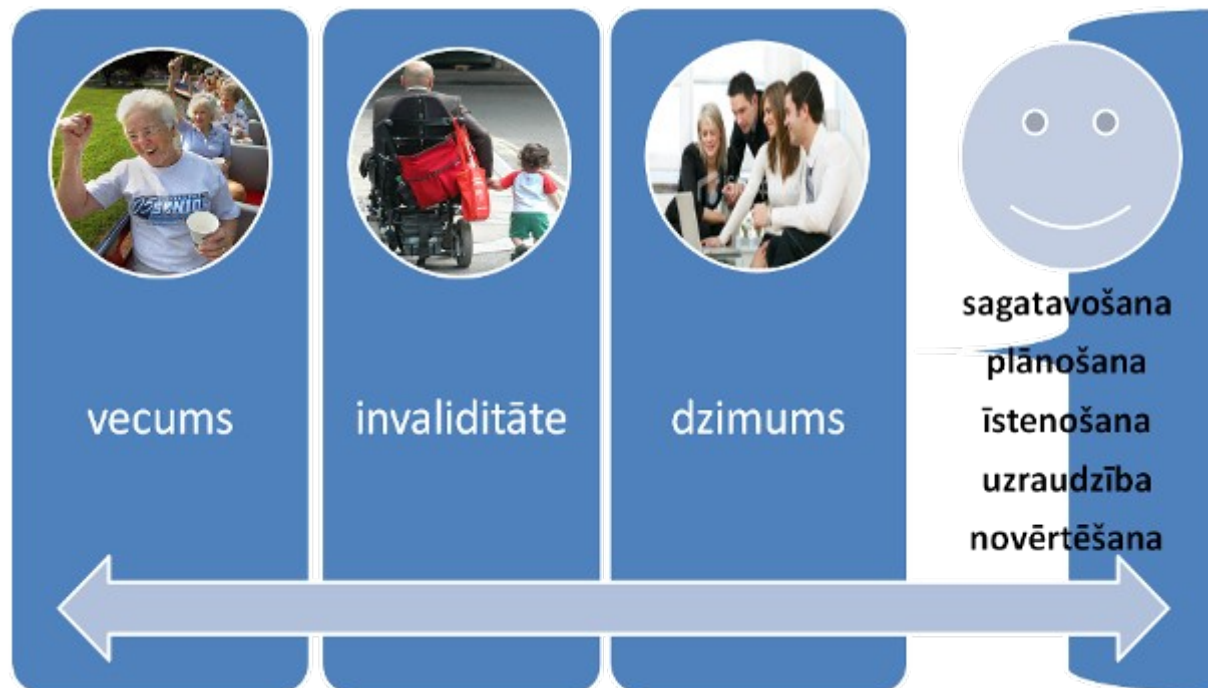 vecums
invaliditāte
dzimums
sagatavošana
plānošana
īstenošana
uzraudzība
novērtēšana